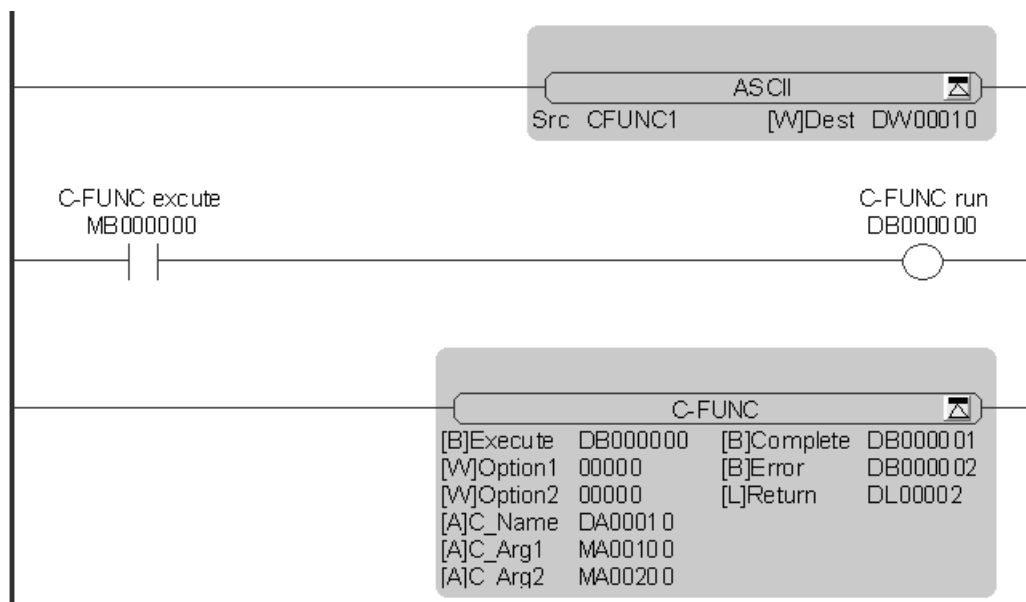 ASCII
Src CFUNC1 [W]Dest DW00010
C-FUNC excute
MB000000
C-FUNC run
DB000000
C-FUNC
[B]Execute DB000000 [B]Complete DB000001
[W]Option1 00000 [B]Error DB000002
[W]Option2 00000 [L]Return DL00002
[A]C_Name DA00010
[A]C_Arg1 MA00100
[A]C_Arg2 MA00200